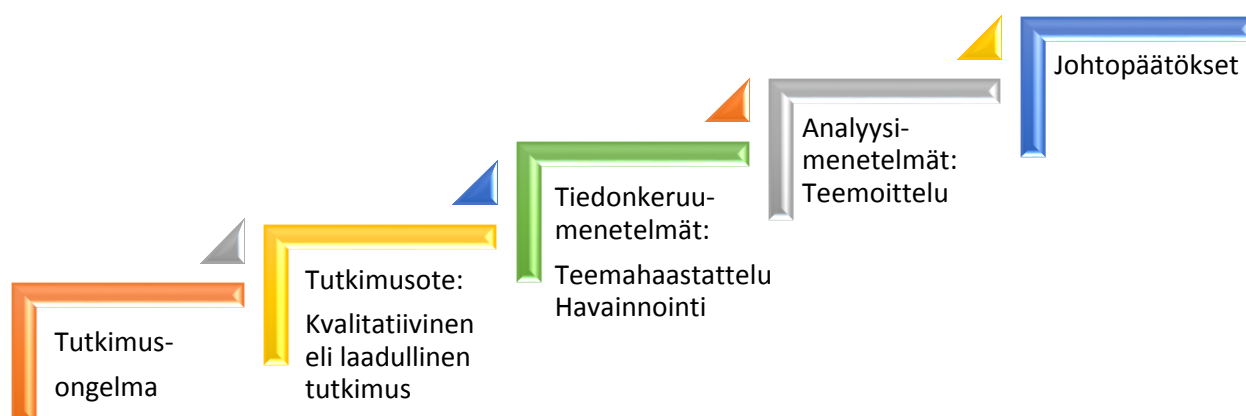 Tutkimus-
ongelma
Tutkimusote:
Kvalitatiivinen
eli laadullinen
tutkimus
Tiedonkeruu-
menetelmät:
Teemahaastattelu
Havainnointi
Analyysi-
menetelmät:
Teemoittelu
Johtopäätökset